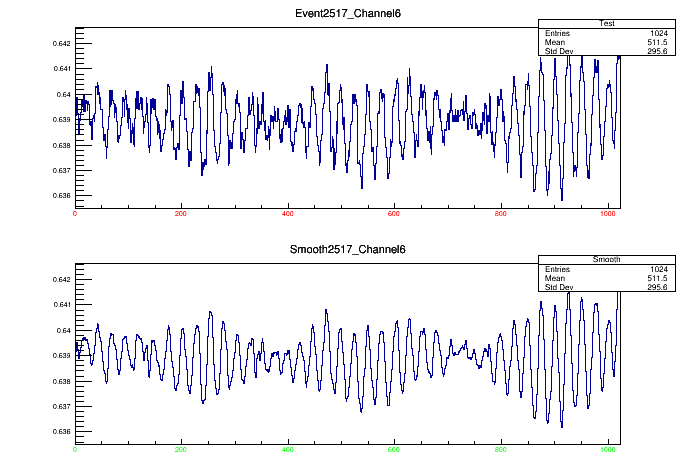 Event2517_Channel6
Test
Entries 1024
Mean 511.5
Std Dev 295.6
0.642
0.641
0.64
0.639
0.638
0.637
0.636
0 200 400 600 800 1000
Smooth2517_Channel6
Smooth
Entries 1024
Mean 511.5
Std Dev 295.6
0.642
0.641
0.64
0.639
0.638
0.637
0.636
0 200 400 600 800 1000